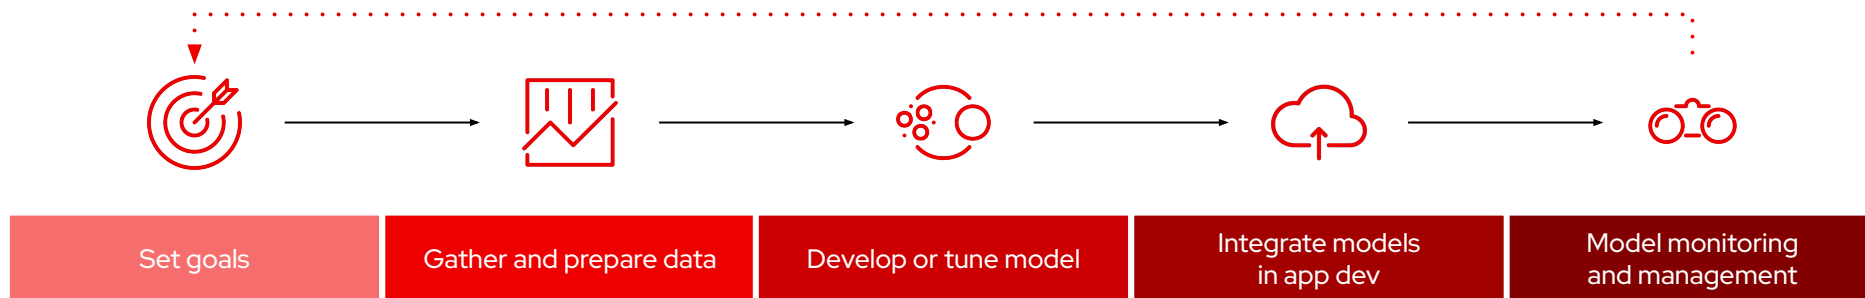 Set goals
Gather and prepare data
Develop or tune model
Integrate models
in app dev
Model monitoring
and management